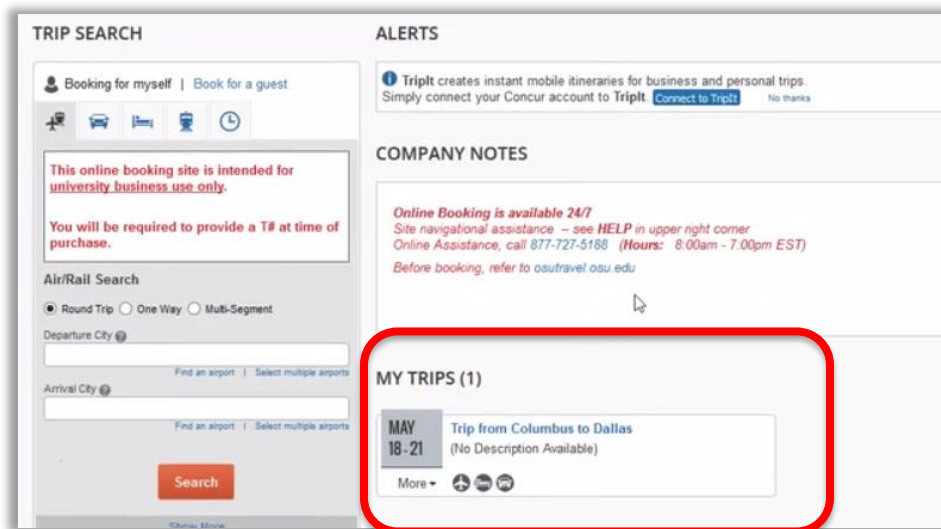 TRIP SEARCH
Booking for myself | Book for a guest
This online booking site is intended for
university business use only.
You will be required to provide a T# at time of
purchase.
Air/Rail Search
Round Trip One Way Multi-Segment
Departure City
Find an airport | Select multiple airports
Arrival City
Find an airport | Select multiple airports
Search
Show More
ALERTS
TripIt creates instant mobile itineraries for business and personal trips.
Simply connect your Concur account to TripIt. Connect to TripIt No thanks
COMPANY NOTES
Online Booking is available 24/7
Site navigational assistance – see HELP in upper right corner
Online Assistance, call 877-727-5188 (Hours: 8:00am - 7:00pm EST)
Before booking, refer to osutravel.osu.edu
MY TRIPS (1)
MAY
18 - 21
Trip from Columbus to Dallas
(No Description Available)
More